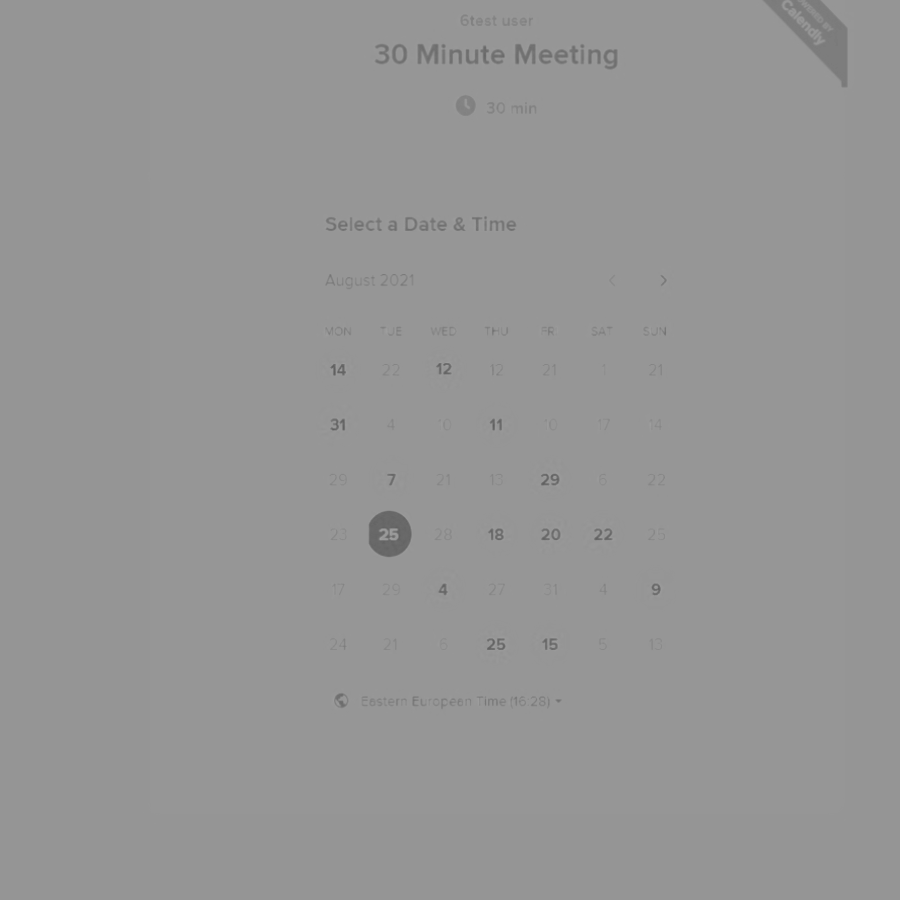 6test user
POWERED BY
Calendly
30 Minute Meeting
30 min
Select a Date & Time
August 2021
MON TUE WED THU FRI SAT SUN
14 22 12 12 21 1 21
31 4 10 11 16 17 14
29 7 21 13 29 6 22
23 25 28 18 20 22 25
17 29 4 27 31 4 9
24 21 6 25 15 5 13
Eastern European Time (16:28)